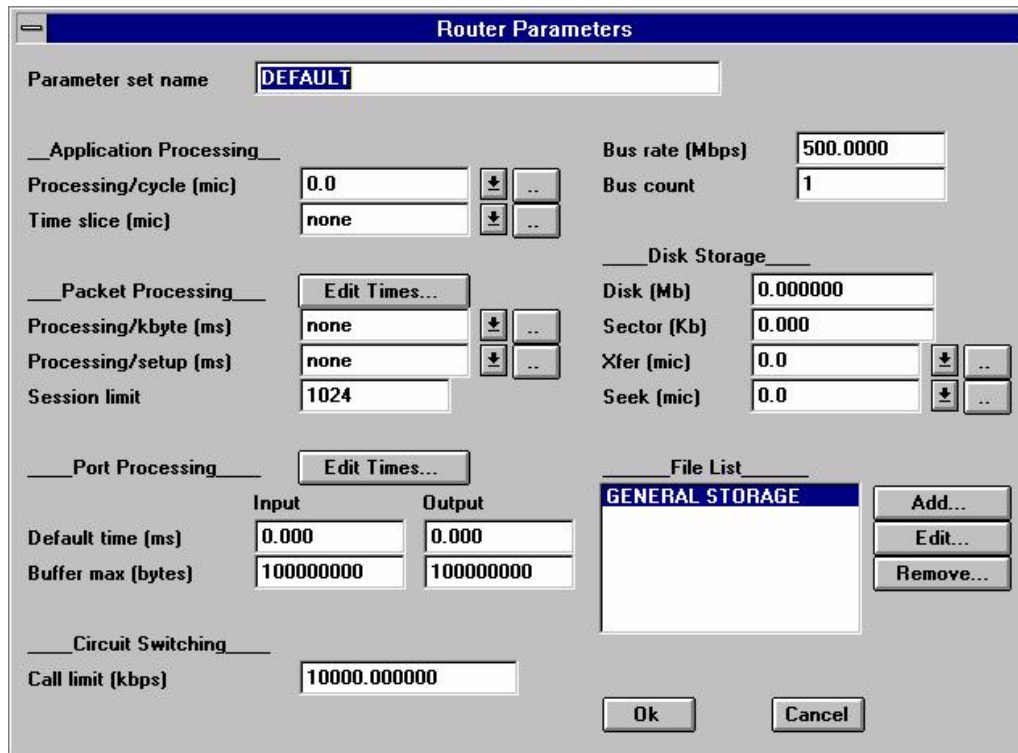 Router Parameters
Parameter set name DEFAULT
__Application Processing__
Processing/cycle (mic) 0.0 ..
Time slice (mic) none ..
Bus rate (Mbps) 500.0000
Bus count 1
___Packet Processing___ Edit Times...
Processing/kbyte (ms) none ..
Processing/setup (ms) none ..
Session limit 1024
____Disk Storage____
Disk (Mb) 0.000000
Sector (Kb) 0.000
Xfer (mic) 0.0 ..
Seek (mic) 0.0 ..
____Port Processing____ Edit Times...
Input Output
Default time (ms) 0.000 0.000
Buffer max (bytes) 100000000 100000000
______File List______
GENERAL STORAGE
Add...
Edit...
Remove...
____Circuit Switching____
Call limit (kbps) 10000.000000
Ok Cancel